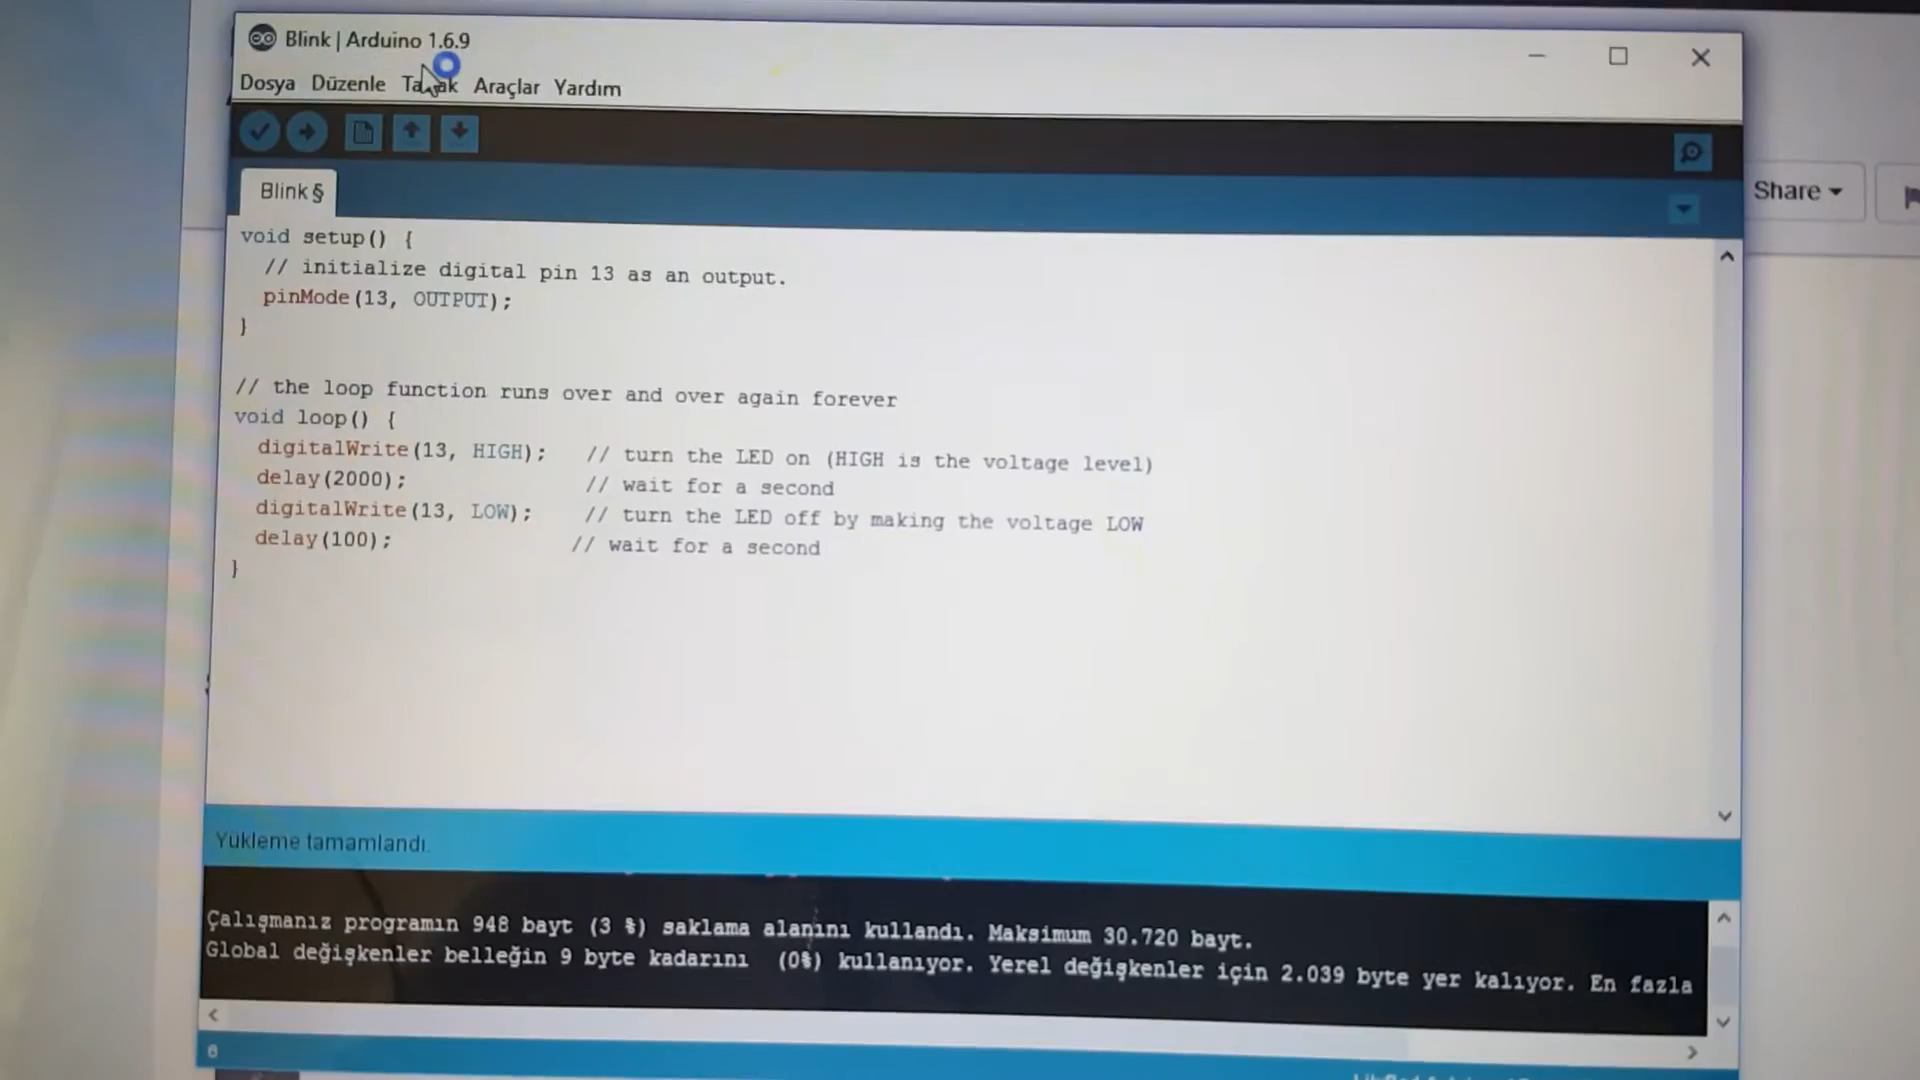 Blink | Arduino 1.6.9
Dosya Düzenle Araçlar Yardım
Share
Blink §
void setup() {
// initialize digital pin 13 as an output.
pinMode(13, OUTPUT);
}
// the loop function runs over and over again forever
void loop() {
digitalWrite(13, HIGH); // turn the LED on (HIGH is the voltage level)
delay(2000); // wait for a second
digitalWrite(13, LOW); // turn the LED off by making the voltage LOW
delay(100); // wait for a second
}
Yükleme tamamlandı.
Çalışmanız programın 948 bayt (3 %) saklama alanını kullandı. Maksimum 30.720 bayt.
Global değişkenler belleğin 9 byte kadarını (0%) kullanıyor. Yerel değişkenler için 2.039 byte yer kalıyor. En fazla
6